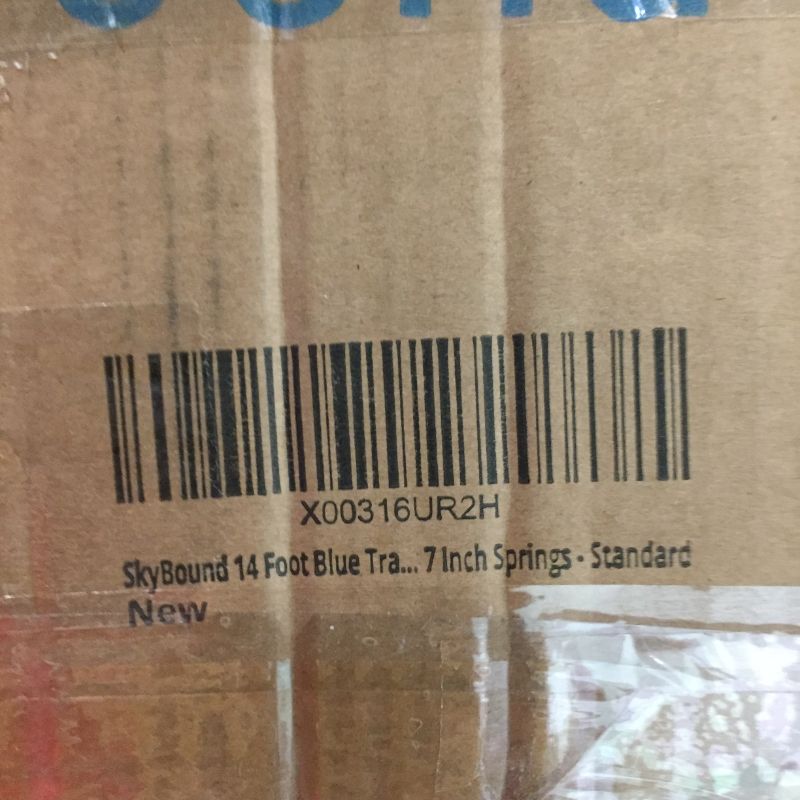 X00316UR2H
SkyBound 14 Foot Blue Tra... 7 Inch Springs - Standard
New